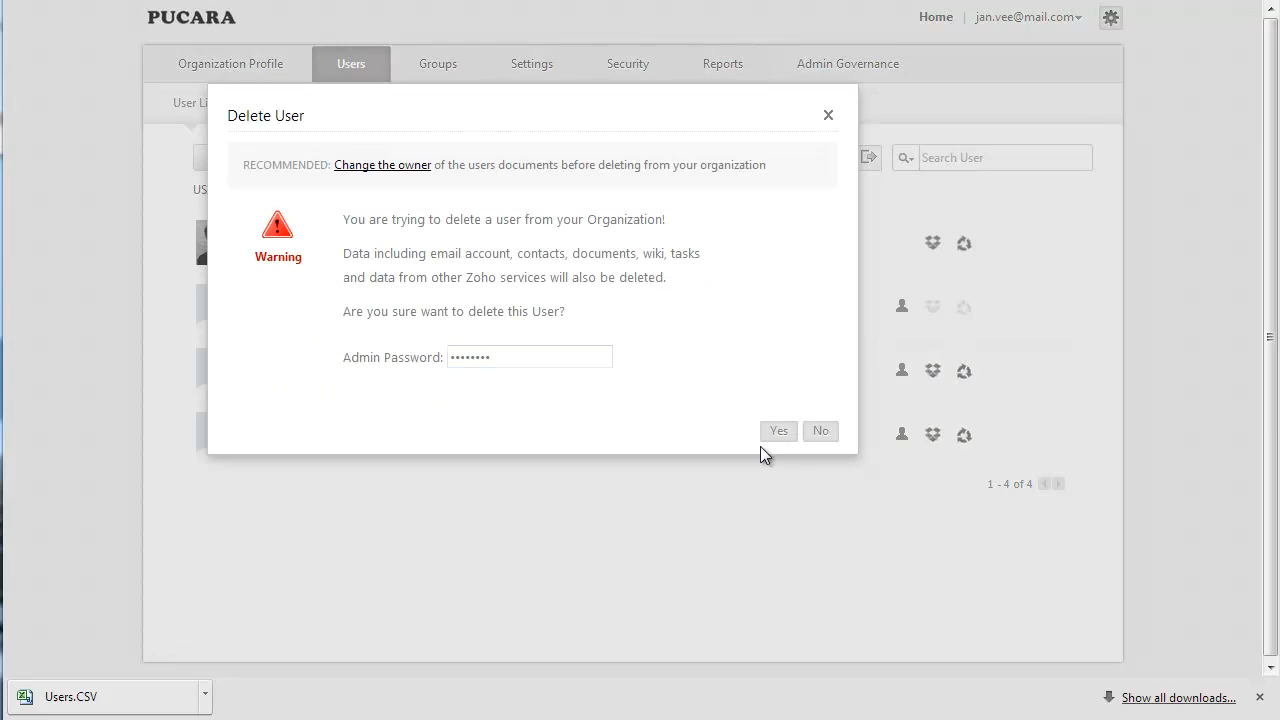 PUCARA
Home | jan.vee@mail.com
Organization Profile Users Groups Settings Security Reports Admin Governance
User Li
Delete User
RECOMMENDED: Change the owner of the users documents before deleting from your organization
Search User
US
You are trying to delete a user from your Organization!
Warning
Data including email account, contacts, documents, wiki, tasks
and data from other Zoho services will also be deleted.
Are you sure want to delete this User?
Admin Password: ••••••••
Yes No
1 - 4 of 4
Users.CSV
Show all downloads...